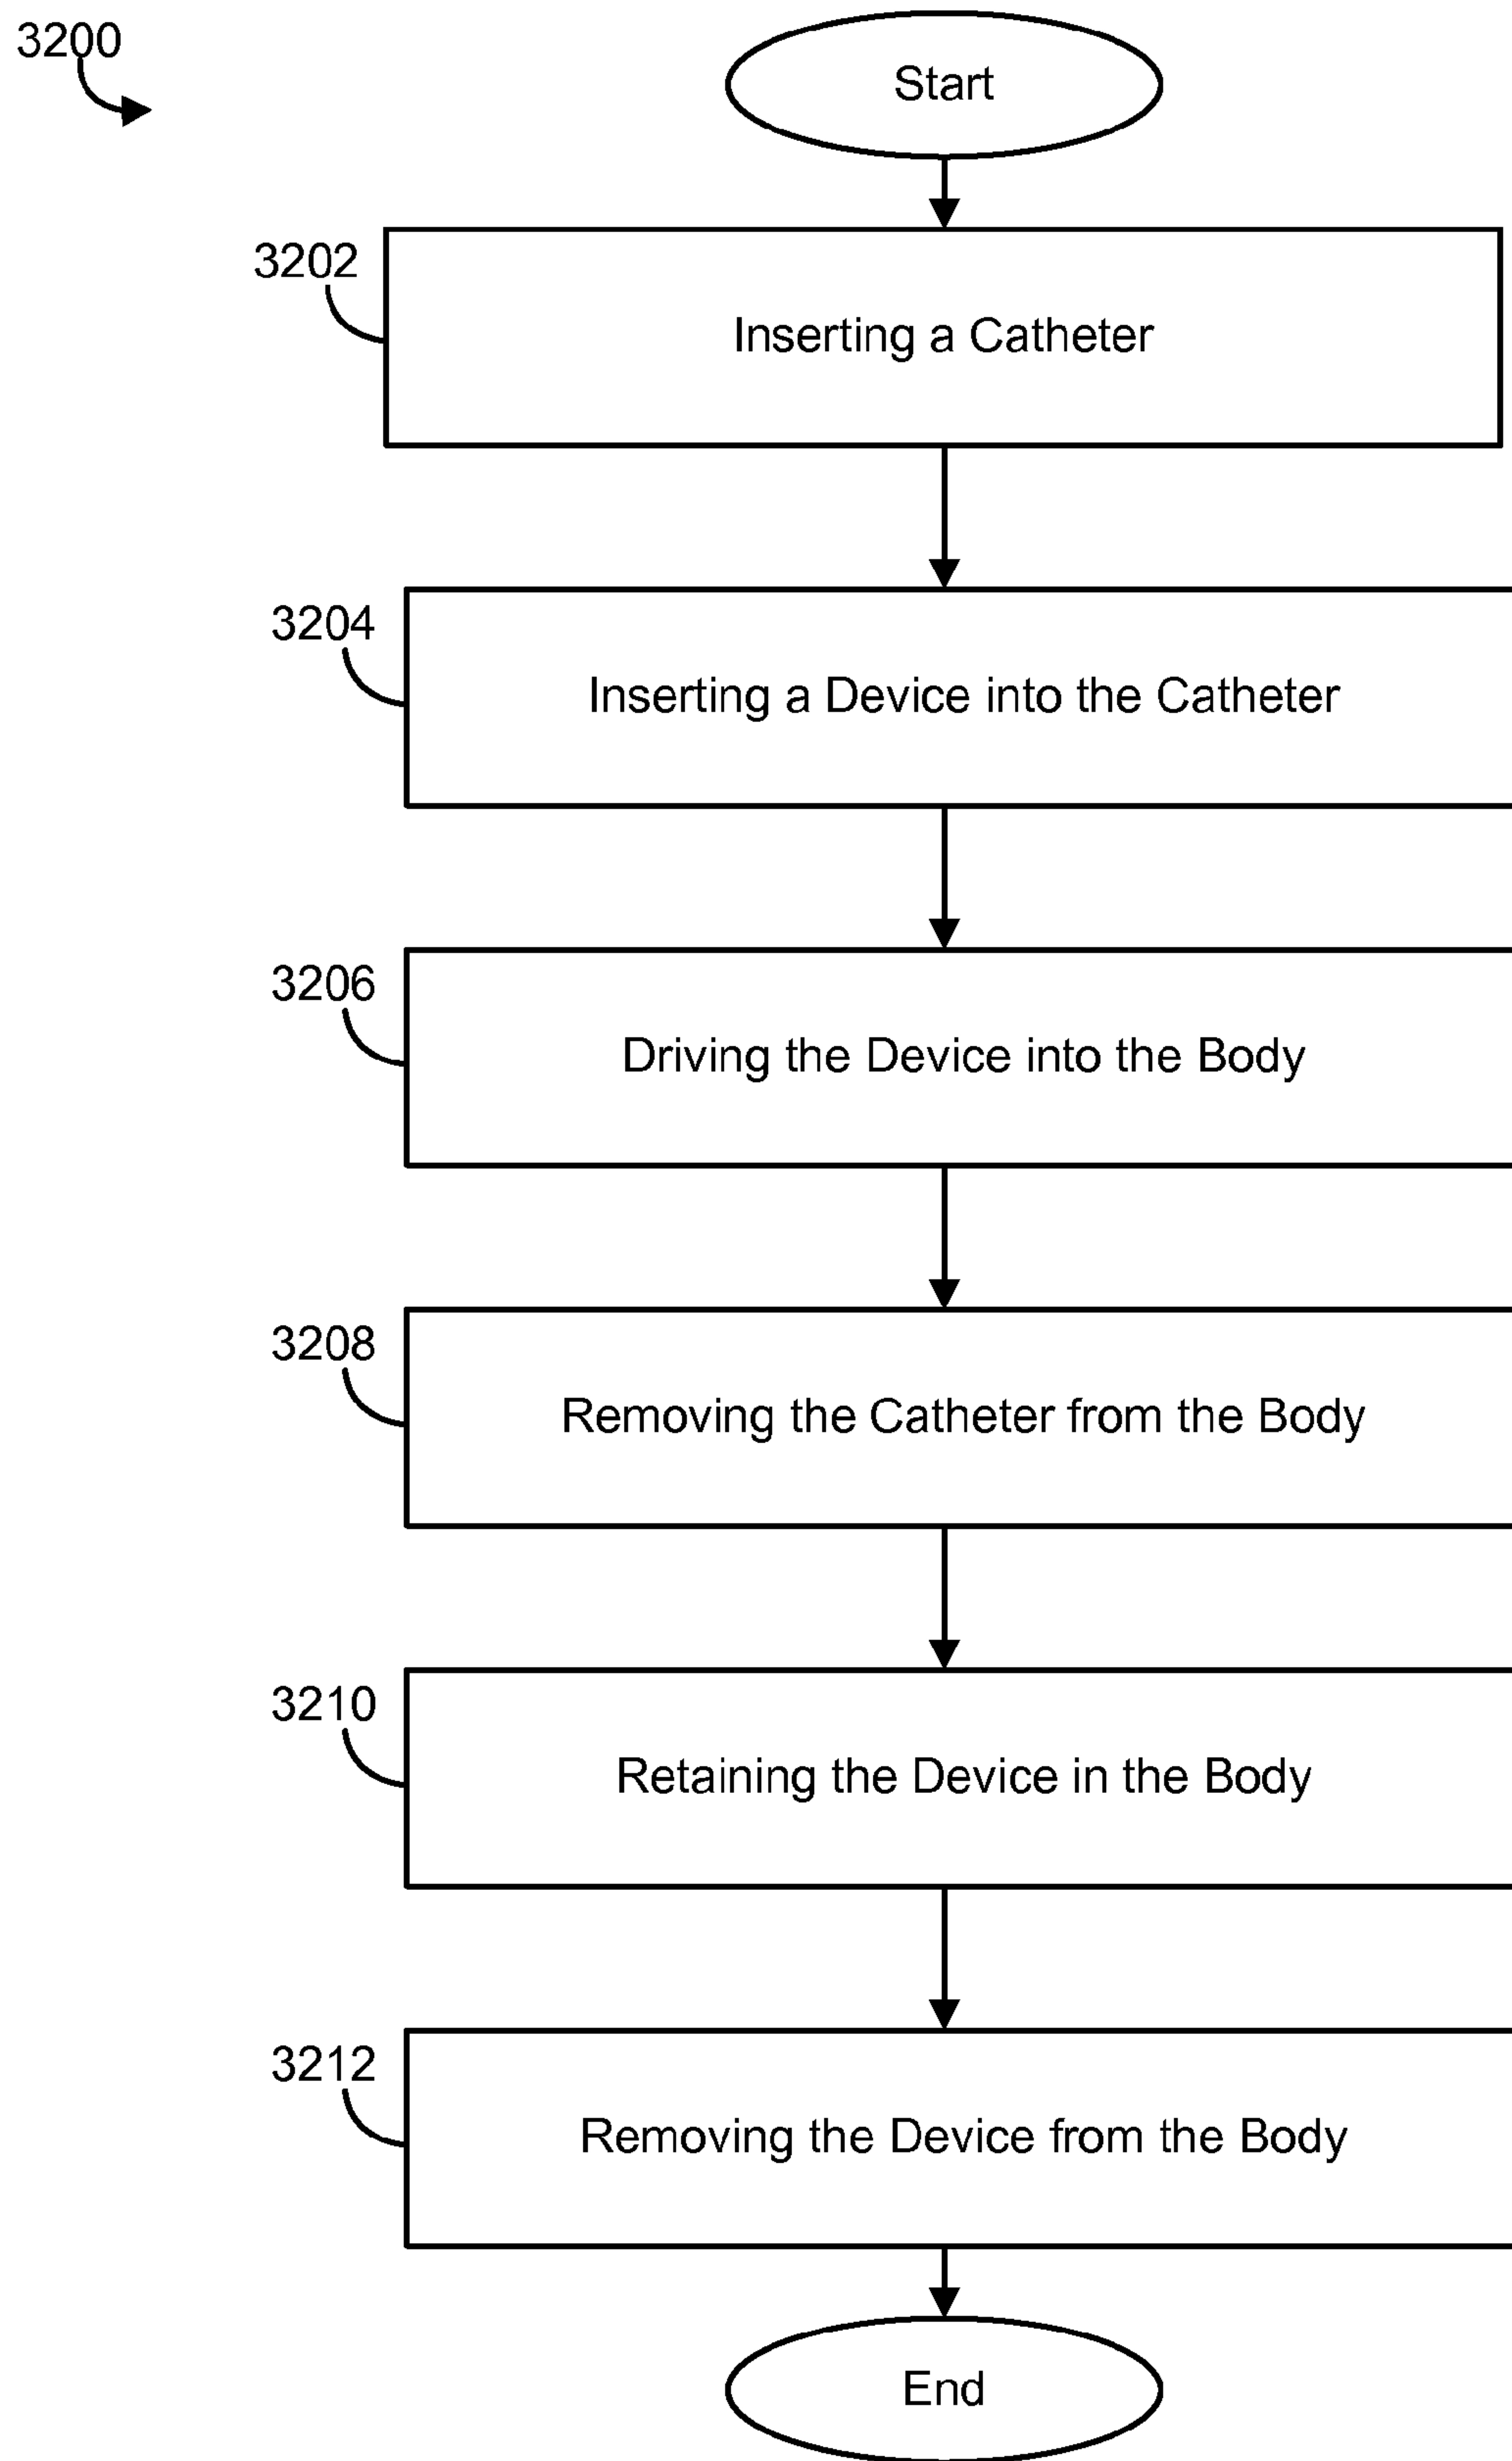 3200
Start
3202
Inserting a Catheter
3204
Inserting a Device into the Catheter
3206
Driving the Device into the Body
3208
Removing the Catheter from the Body
3210
Retaining the Device in the Body
3212
Removing the Device from the Body
End